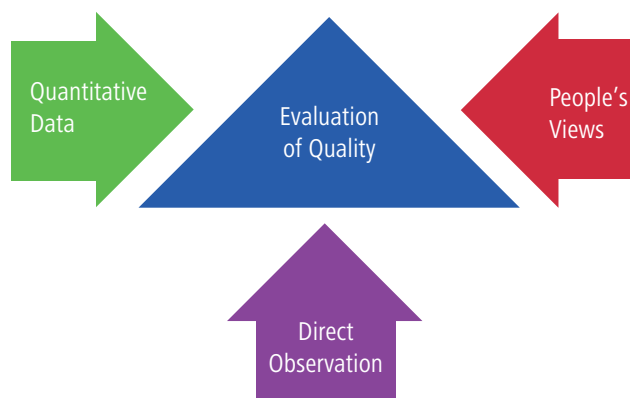 Quantitative
Data
Evaluation
of Quality
People’s
Views
Direct
Observation